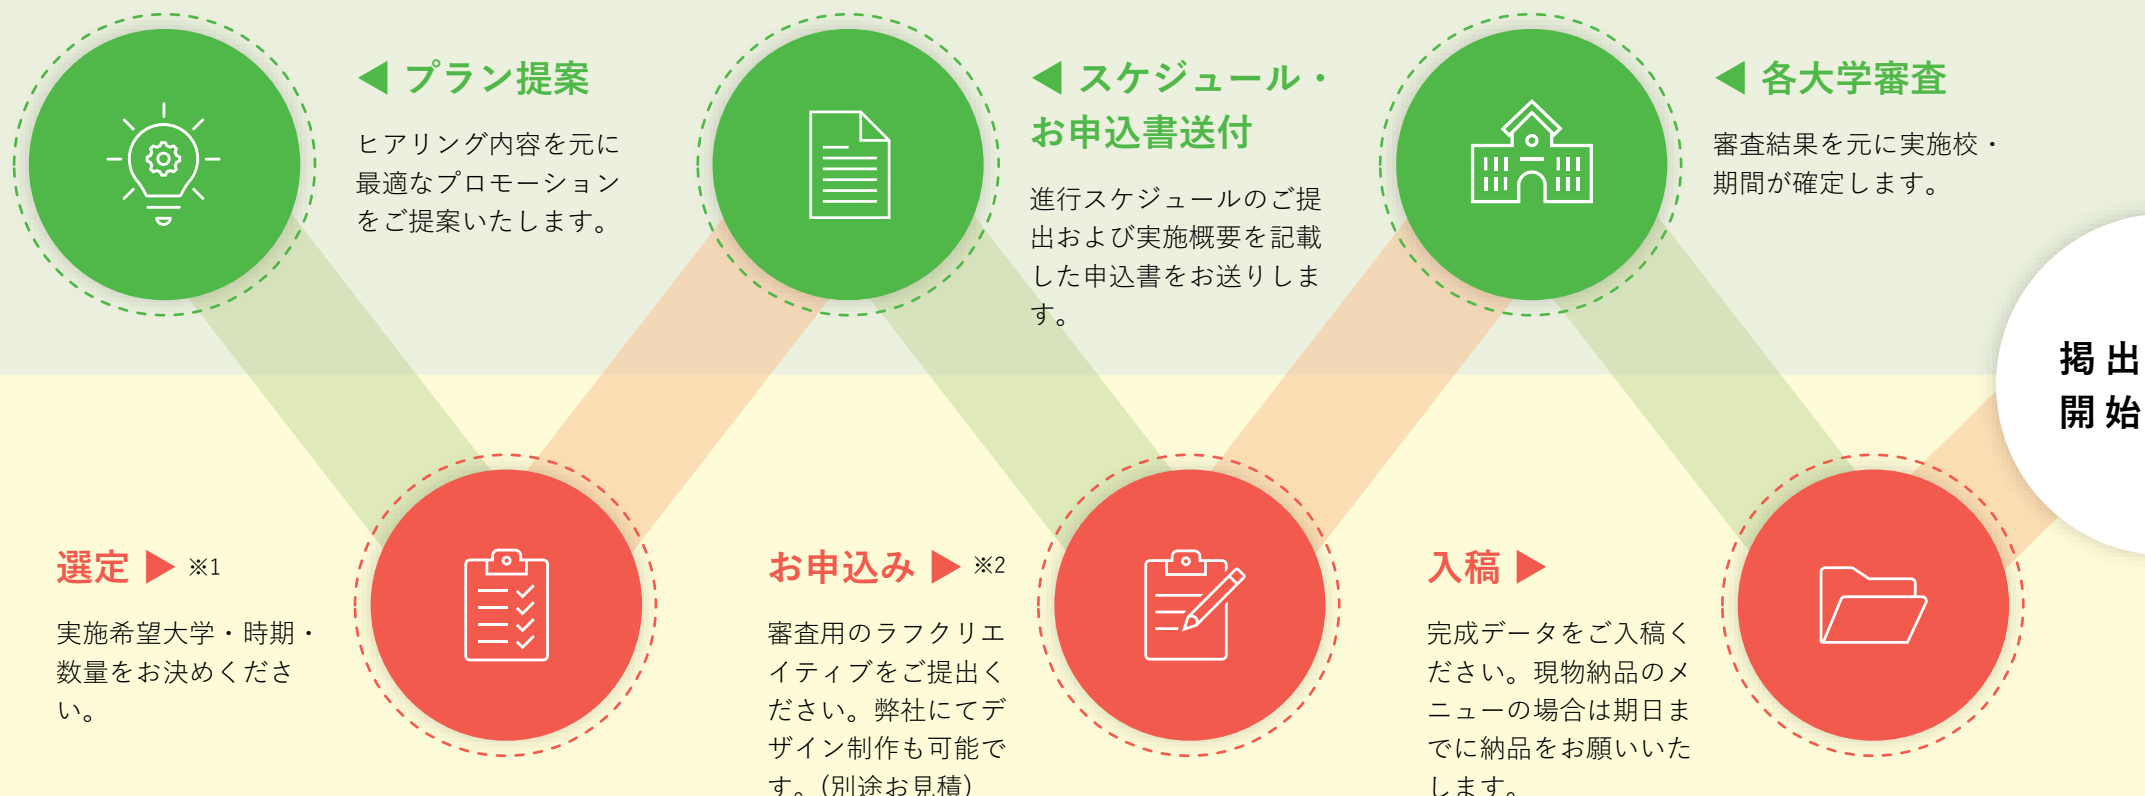 ◀ プラン提案
ヒアリング内容を元に
最適なプロモーション
をご提案いたします。
◀ スケジュール・
お申込書送付
進行スケジュールのご提
出および実施概要を記載
した申込書をお送りしま
す。
◀ 各大学審査
審査結果を元に実施校・
期間が確定します。
掲出
開始
選定 ▶ ※1
実施希望大学・時期・
数量をお決めくださ
い。
お申込み ▶ ※2
審査用のラフクリエ
イティブをご提出く
ださい。弊社にてデ
ザイン制作も可能で
す。(別途お見積)
入稿 ▶
完成データをご入稿く
ださい。現物納品のメ
ニューの場合は期日ま
でに納品をお願いいた
します。